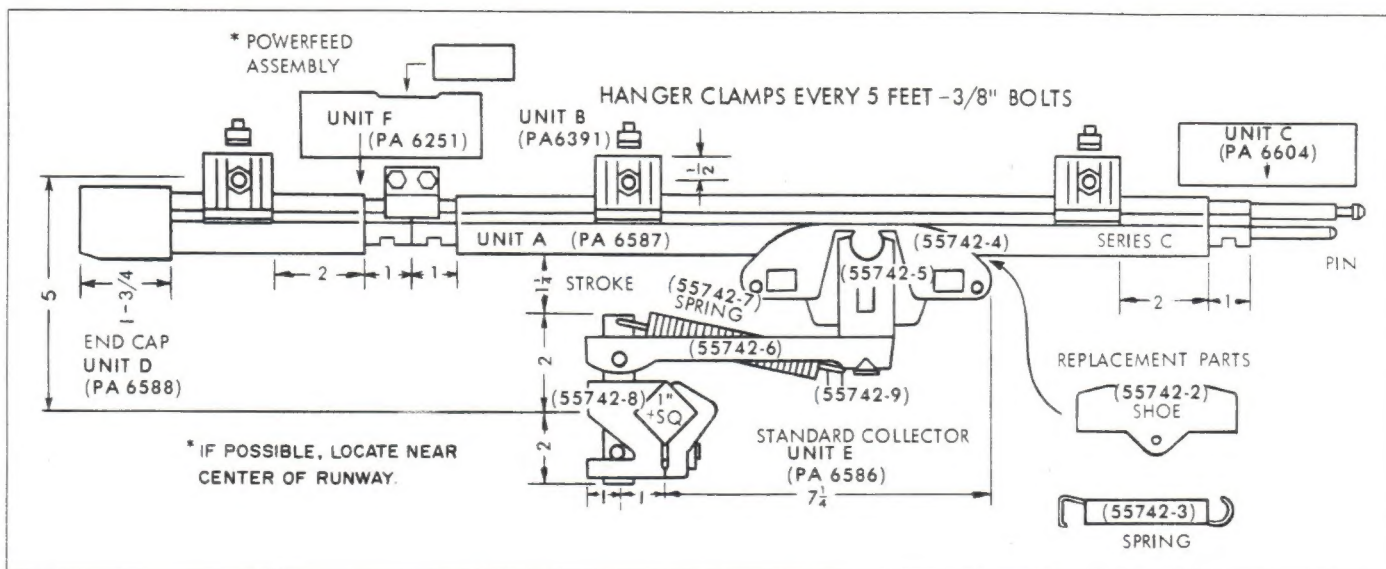 * POWERFEED
ASSEMBLY
HANGER CLAMPS EVERY 5 FEET -3/8" BOLTS
UNIT F
(PA 6251)
UNIT B
(PA6391)
UNIT C
(PA 6604)
1/2
UNIT A (PA 6587)
(55742-4)
SERIES C
(55742-5)
PIN
5
1-3/4
2
1
1
1 1/4
STROKE
(55742-7)
SPRING
2
1
END CAP
UNIT D
(PA 6588)
2
(55742-6)
REPLACEMENT PARTS
(55742-8)
1"
SQ
(55742-9)
(55742-2)
SHOE
* IF POSSIBLE, LOCATE NEAR
CENTER OF RUNWAY.
2
STANDARD COLLECTOR
UNIT E
(PA 6586)
1
1
7 1/4
(55742-3)
SPRING